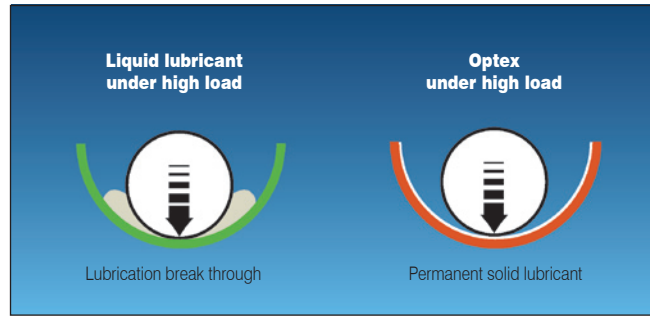 Liquid lubricant
under high load
Optex
under high load
Lubrication break through
Permanent solid lubricant